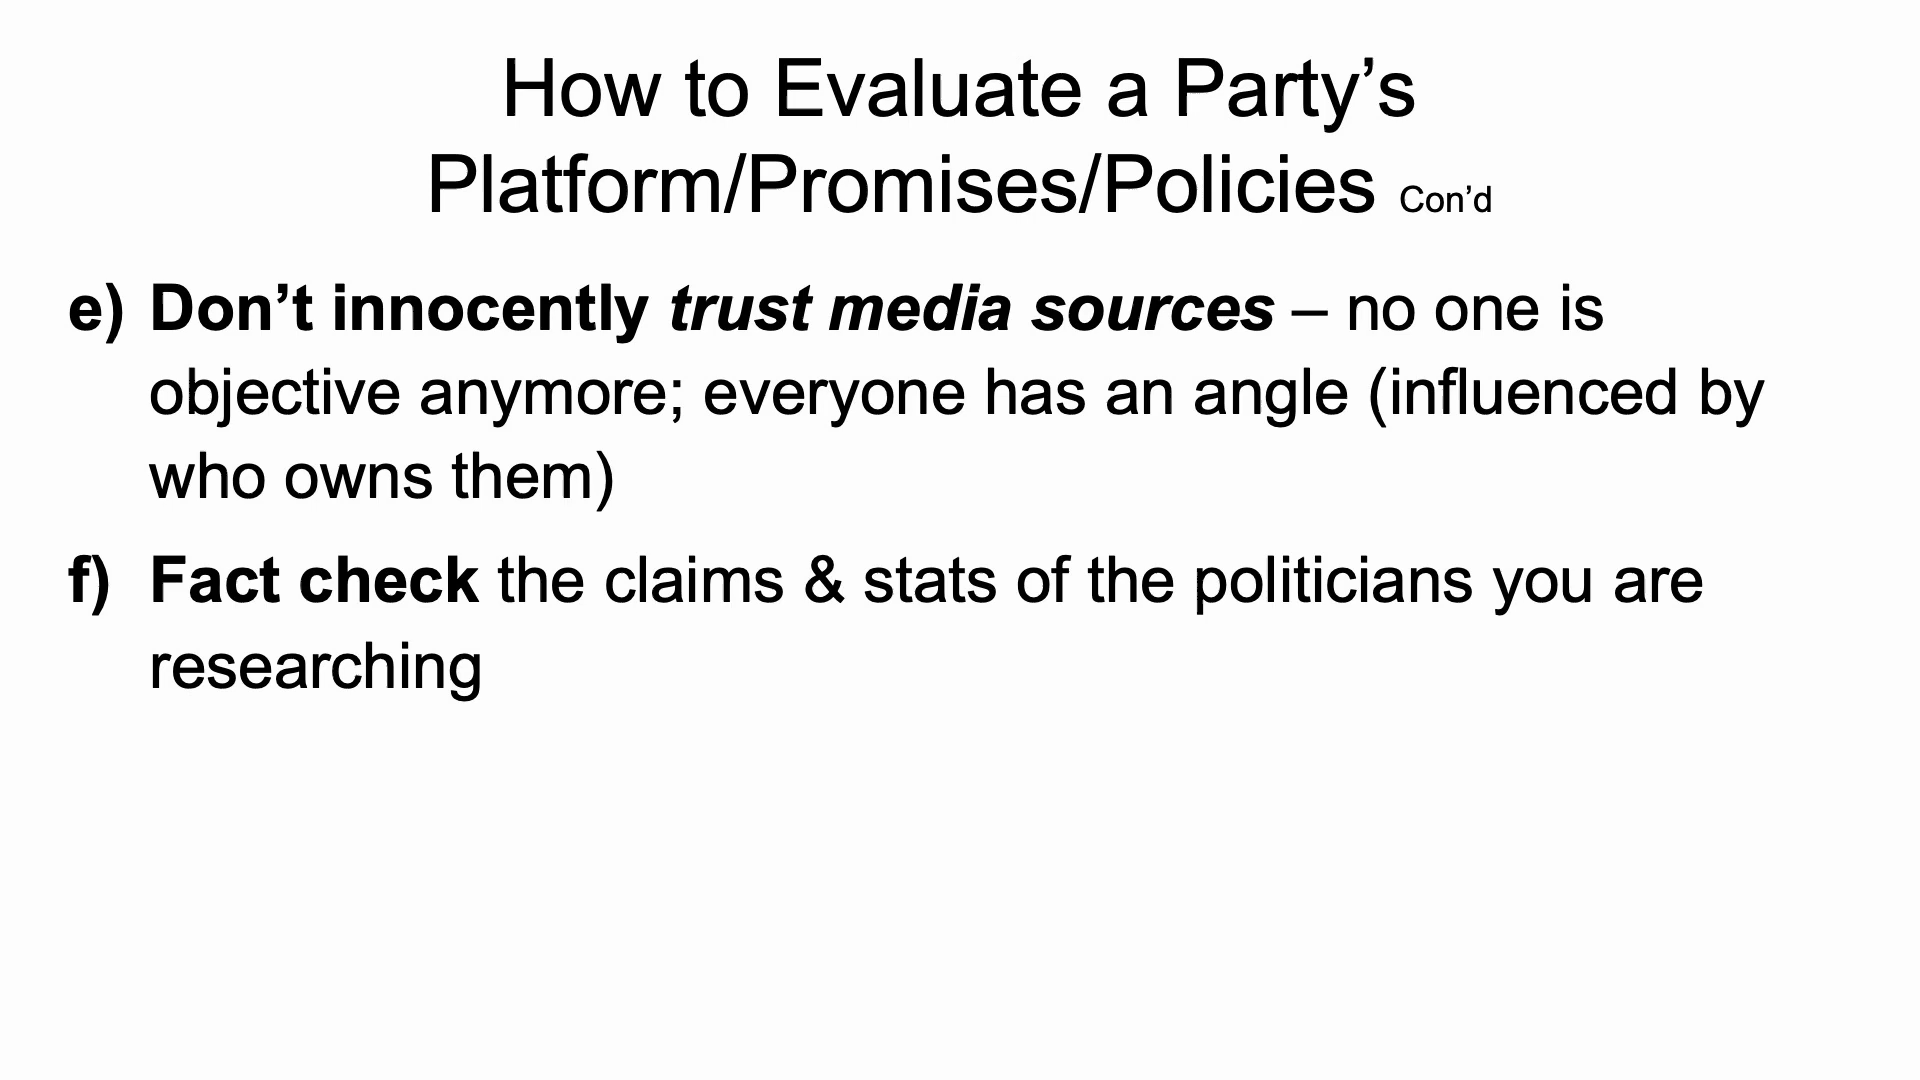 How to Evaluate a Party’s
Platform/Promises/Policies Con’d
e) Don’t innocently trust media sources – no one is
objective anymore; everyone has an angle (influenced by
who owns them)
f) Fact check the claims & stats of the politicians you are
researching